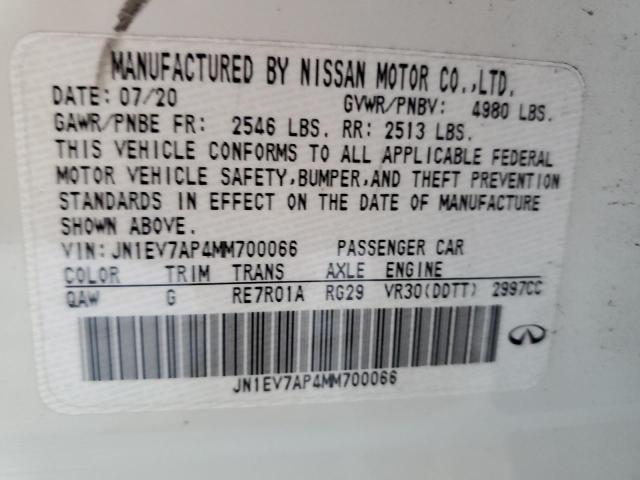 MANUFACTURED BY NISSAN MOTOR CO.,LTD.
DATE: 07/20 GVWR/PNBV: 4980 LBS.
GAWR/PNBE FR: 2546 LBS. RR: 2513 LBS.
THIS VEHICLE CONFORMS TO ALL APPLICABLE FEDERAL
MOTOR VEHICLE SAFETY,BUMPER,AND THEFT PREVENTION
STANDARDS IN EFFECT ON THE DATE OF MANUFACTURE
SHOWN ABOVE.
VIN:JN1EV7AP4MM700066 PASSENGER CAR
COLOR TRIM TRANS AXLE ENGINE
QAW G RE7R01A RG29 VR30(DDTT) 2997CC
JN1EV7AP4MM700066